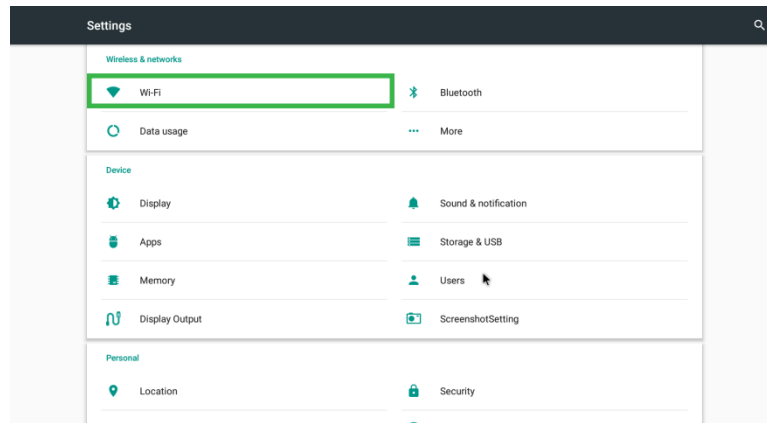 Settings
Wireless & networks
Wi-Fi
Bluetooth
Data usage
More
Device
Display
Sound & notification
Apps
Storage & USB
Memory
Users
Display Output
ScreenshotSetting
Personal
Location
Security